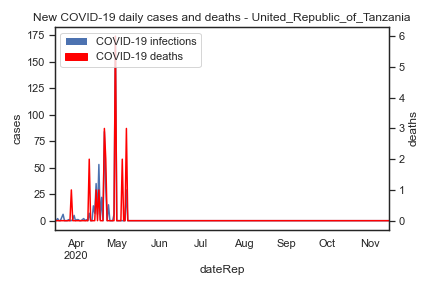 New COVID-19 daily cases and deaths - United_Republic_of_Tanzania
COVID-19 infections
COVID-19 deaths
175
150
125
100
75
50
25
0
cases
6
5
4
3
2
1
0
deaths
Apr May Jun Jul Aug Sep Oct Nov
2020
dateRep